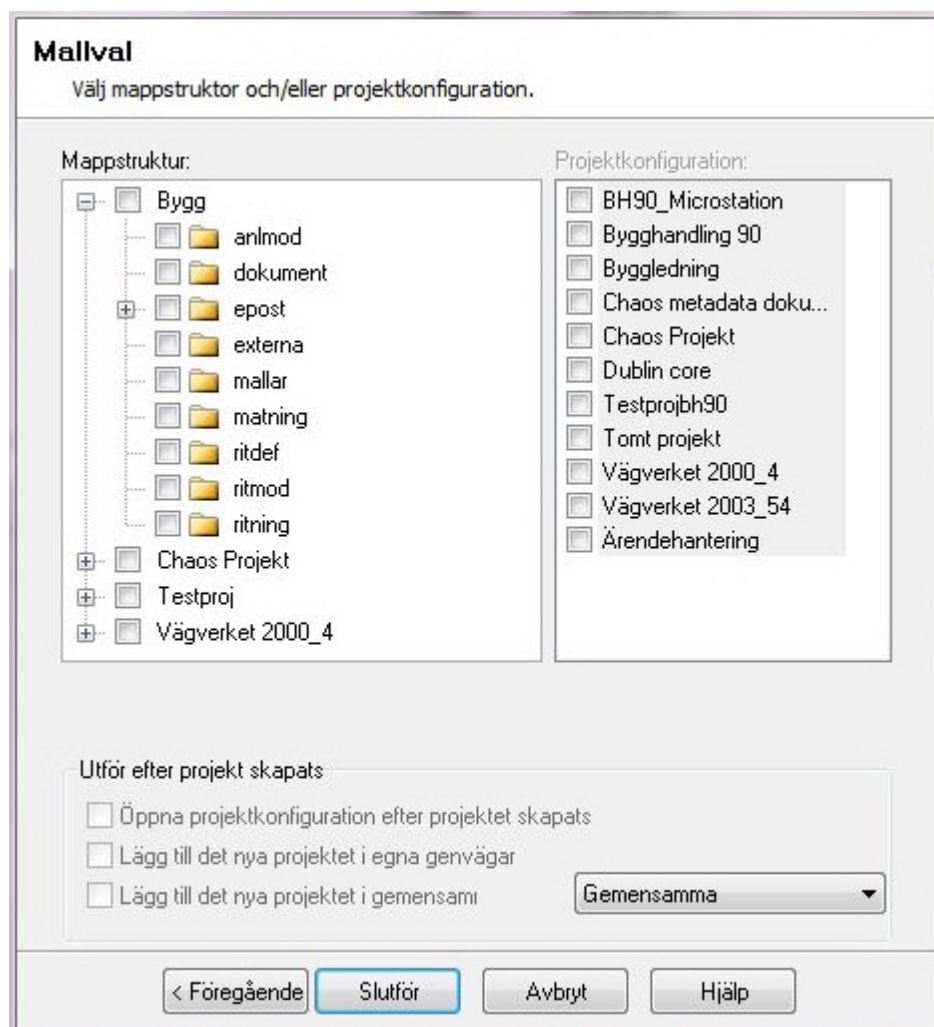 Mallval
Välj mappstruktor och/eller projektkonfiguration.
Mappstruktur:
Bygg
anlmod
dokument
epost
externa
mallar
matning
ritdef
ritmod
ritning
Chaos Projekt
Testproj
Vägverket 2000_4
Projektkonfiguration:
BH90_Microstation
Bygghandling 90
Byggledning
Chaos metadata doku...
Chaos Projekt
Dublin core
Testprojbh90
Tomt projekt
Vägverket 2000_4
Vägverket 2003_54
Ärendehantering
Utför efter projekt skapats
Öppna projektkonfiguration efter projektet skapats
Lägg till det nya projektet i egna genvägar
Lägg till det nya projektet i gemensami
Gemensamma
< Föregående
Slutför
Avbryt
Hjälp